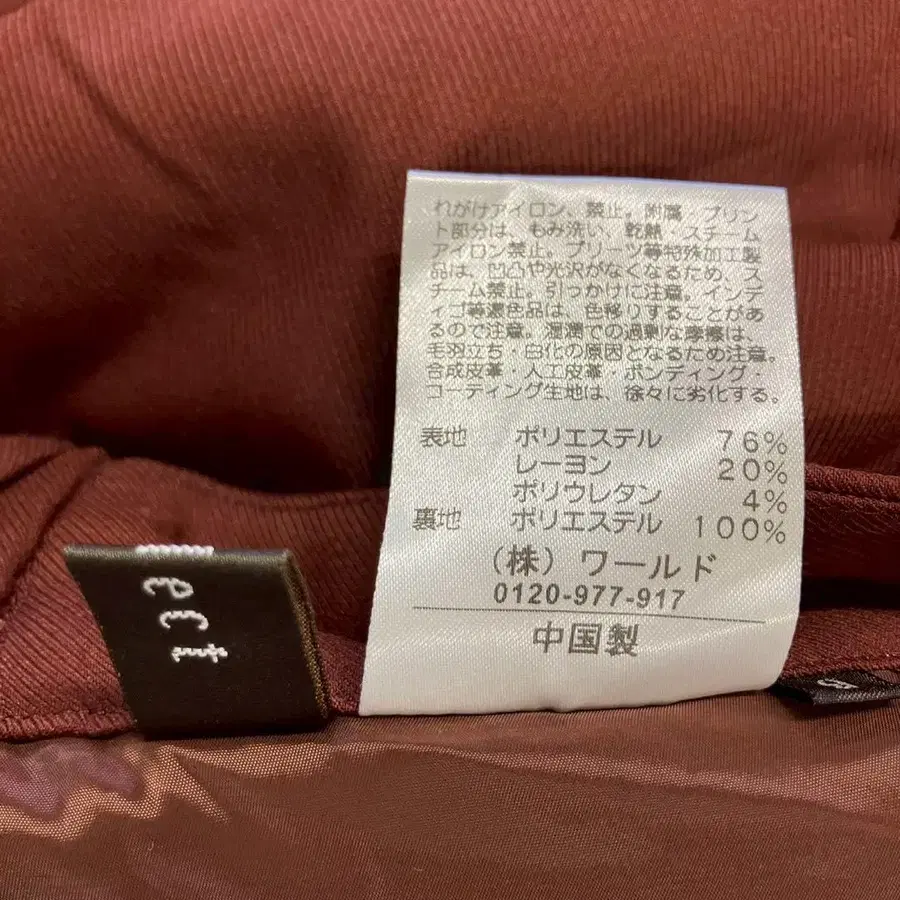 れがけアイロン、禁止。附属・プリン
ト部分は、もみ洗い、乾熱・スチーム
アイロン禁止。プリーツ等特殊加工製
品は、凹凸や光沢がなくなるため、ス
チーム禁止。引っかけに注意。インデ
ィゴ等濃色品は、色移りすることがあ
るので注意。湿潤での過剰な摩擦は、
毛羽立ち・白化の原因となるため注意。
合成皮革・人工皮革・ボンディング・
コーティング生地は、徐々に劣化する。
表地 ポリエステル 76%
レーヨン 20%
ポリウレタン 4%
裏地 ポリエステル 100%
(株) ワールド
0120-977-917
中国製
ect